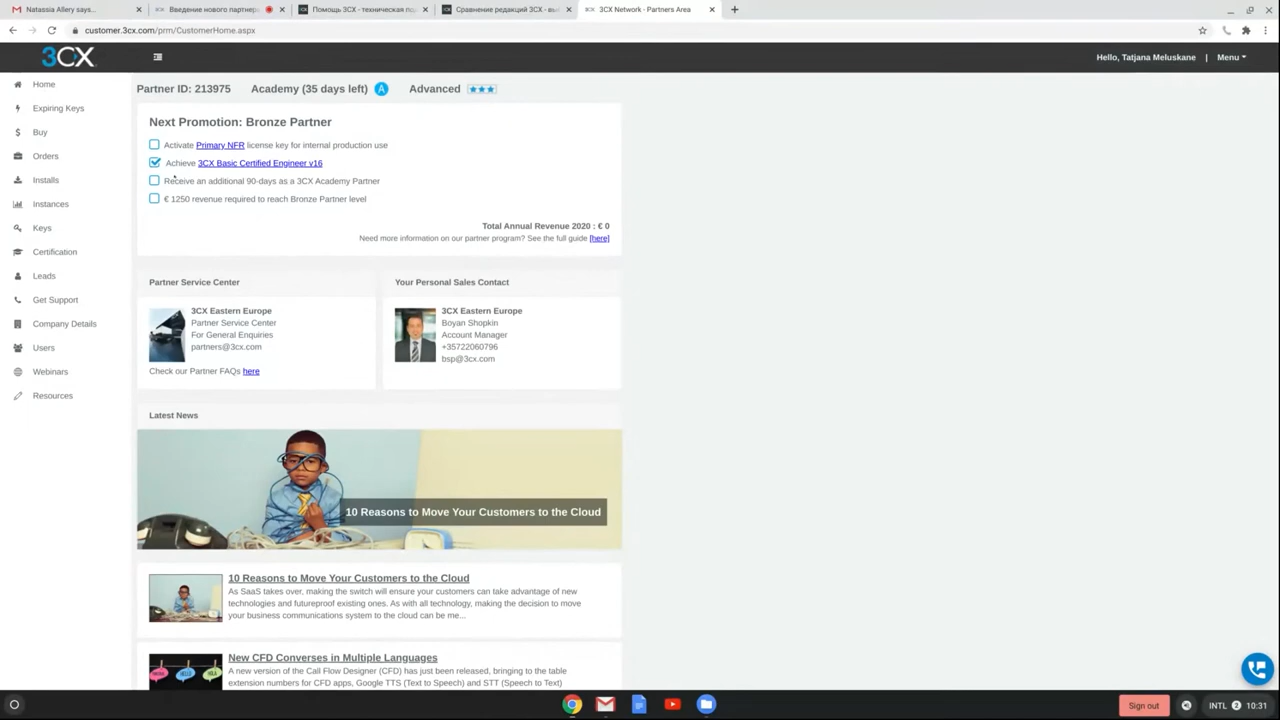 Natassia Allery says...
Введение нового партнер
Помощь 3CX - техническая по
Сравнение редакций 3CX - вы
3CX Network - Partners Area
customer.3cx.com/prm/CustomerHome.aspx
3CX
Hello, Tatjana Meluskane | Menu
Home
Expiring Keys
Buy
Orders
Installs
Instances
Keys
Certification
Leads
Get Support
Company Details
Users
Webinars
Resources
Partner ID: 213975 Academy (35 days left) A Advanced
Next Promotion: Bronze Partner
Activate Primary NFR license key for internal production use
Achieve 3CX Basic Certified Engineer v16
Receive an additional 90-days as a 3CX Academy Partner
€ 1250 revenue required to reach Bronze Partner level
Total Annual Revenue 2020 : € 0
Need more information on our partner program? See the full guide [here]
Partner Service Center
3CX Eastern Europe
Partner Service Center
For General Enquiries
partners@3cx.com
Check our Partner FAQs here
Your Personal Sales Contact
3CX Eastern Europe
Boyan Shopkin
Account Manager
+35722060796
bsp@3cx.com
Latest News
10 Reasons to Move Your Customers to the Cloud
10 Reasons to Move Your Customers to the Cloud
As SaaS takes over, making the switch will ensure your customers can take advantage of new
technologies and futureproof existing ones. As with all technology, making the decision to move
your business communications system to the cloud can be me...
New CFD Converses in Multiple Languages
A new version of the Call Flow Designer (CFD) has just been released, bringing to the table
extension numbers for CFD apps, Google TTS (Text to Speech) and STT (Speech to Text)
HELLO
Sign out
INTL 2 10:31